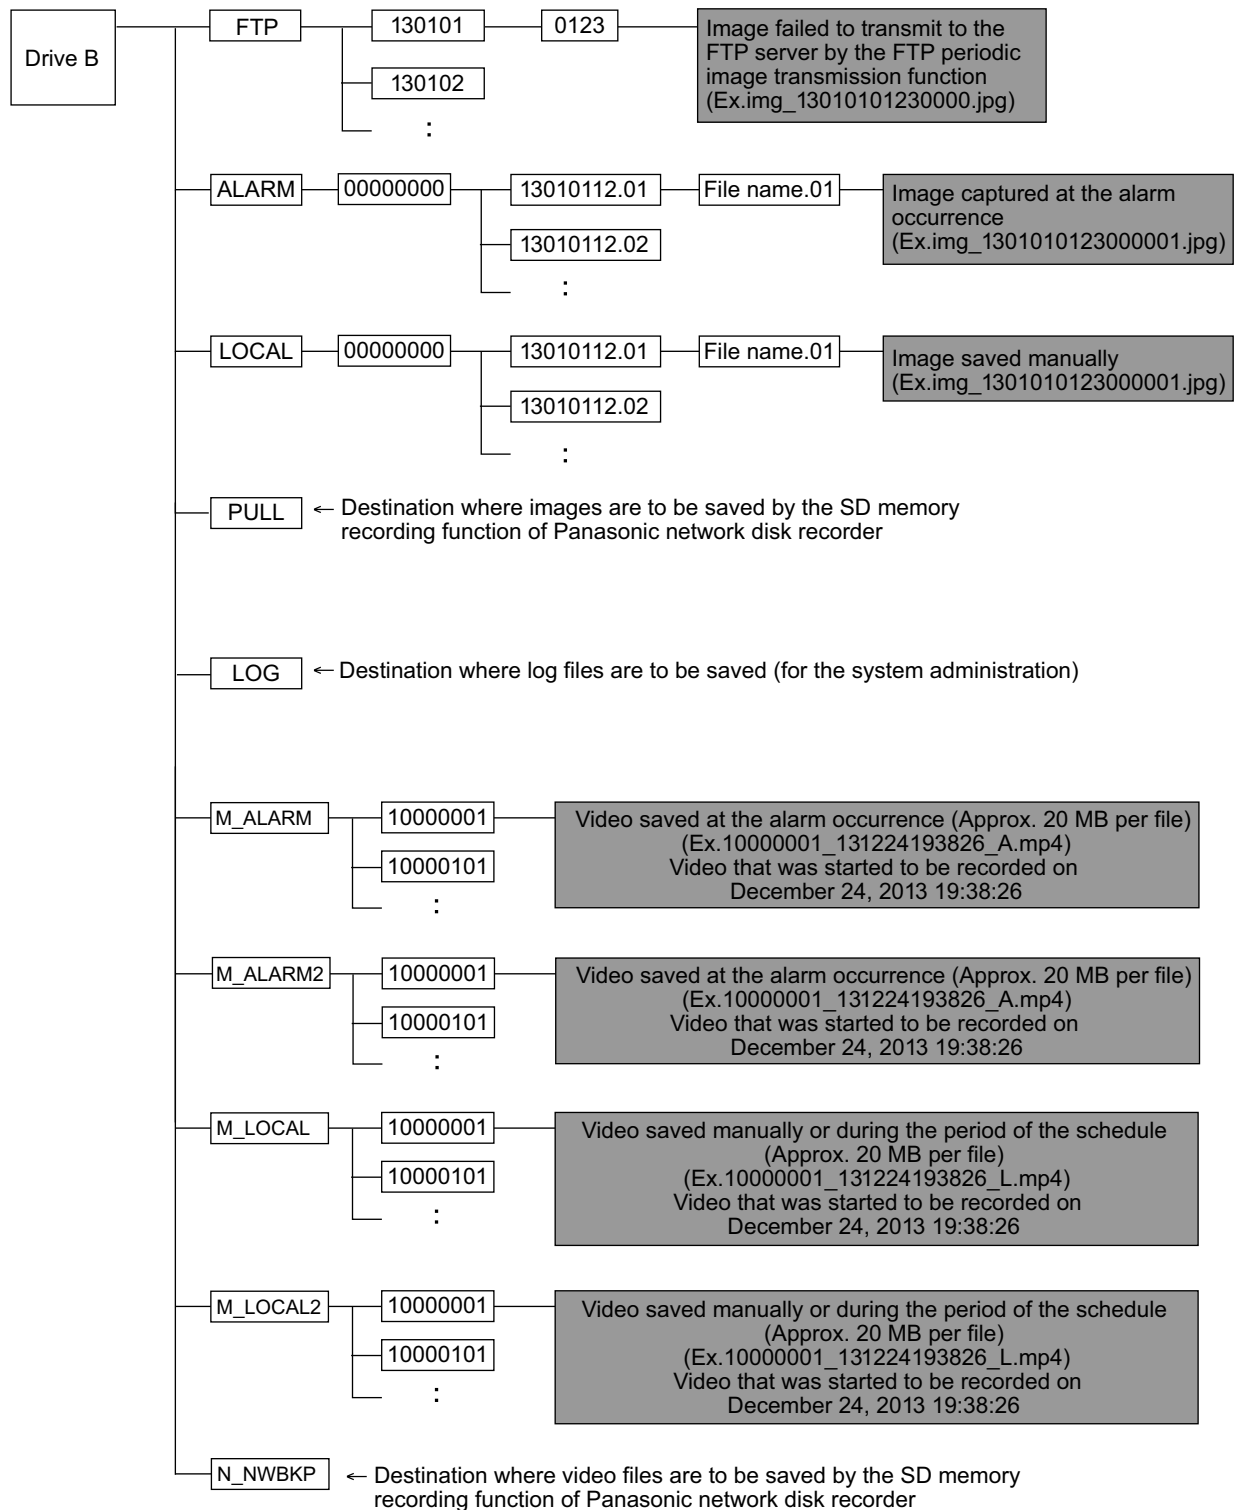 Drive B
FTP
130101
0123
Image failed to transmit to the
FTP server by the FTP periodic
image transmission function
(Ex.img_13010101230000.jpg)
130102
:
ALARM
00000000
13010112.01
File name.01
Image captured at the alarm
occurrence
(Ex.img_1301010123000001.jpg)
13010112.02
:
LOCAL
00000000
13010112.01
File name.01
Image saved manually
(Ex.img_1301010123000001.jpg)
13010112.02
:
PULL
← Destination where images are to be saved by the SD memory
recording function of Panasonic network disk recorder
LOG
← Destination where log files are to be saved (for the system administration)
M_ALARM
10000001
Video saved at the alarm occurrence (Approx. 20 MB per file)
(Ex.10000001_131224193826_A.mp4)
Video that was started to be recorded on
December 24, 2013 19:38:26
10000101
:
M_ALARM2
10000001
Video saved at the alarm occurrence (Approx. 20 MB per file)
(Ex.10000001_131224193826_A.mp4)
Video that was started to be recorded on
December 24, 2013 19:38:26
10000101
:
M_LOCAL
10000001
Video saved manually or during the period of the schedule
(Approx. 20 MB per file)
(Ex.10000001_131224193826_L.mp4)
Video that was started to be recorded on
December 24, 2013 19:38:26
10000101
:
M_LOCAL2
10000001
Video saved manually or during the period of the schedule
(Approx. 20 MB per file)
(Ex.10000001_131224193826_L.mp4)
Video that was started to be recorded on
December 24, 2013 19:38:26
10000101
:
N_NWBKP
← Destination where video files are to be saved by the SD memory
recording function of Panasonic network disk recorder